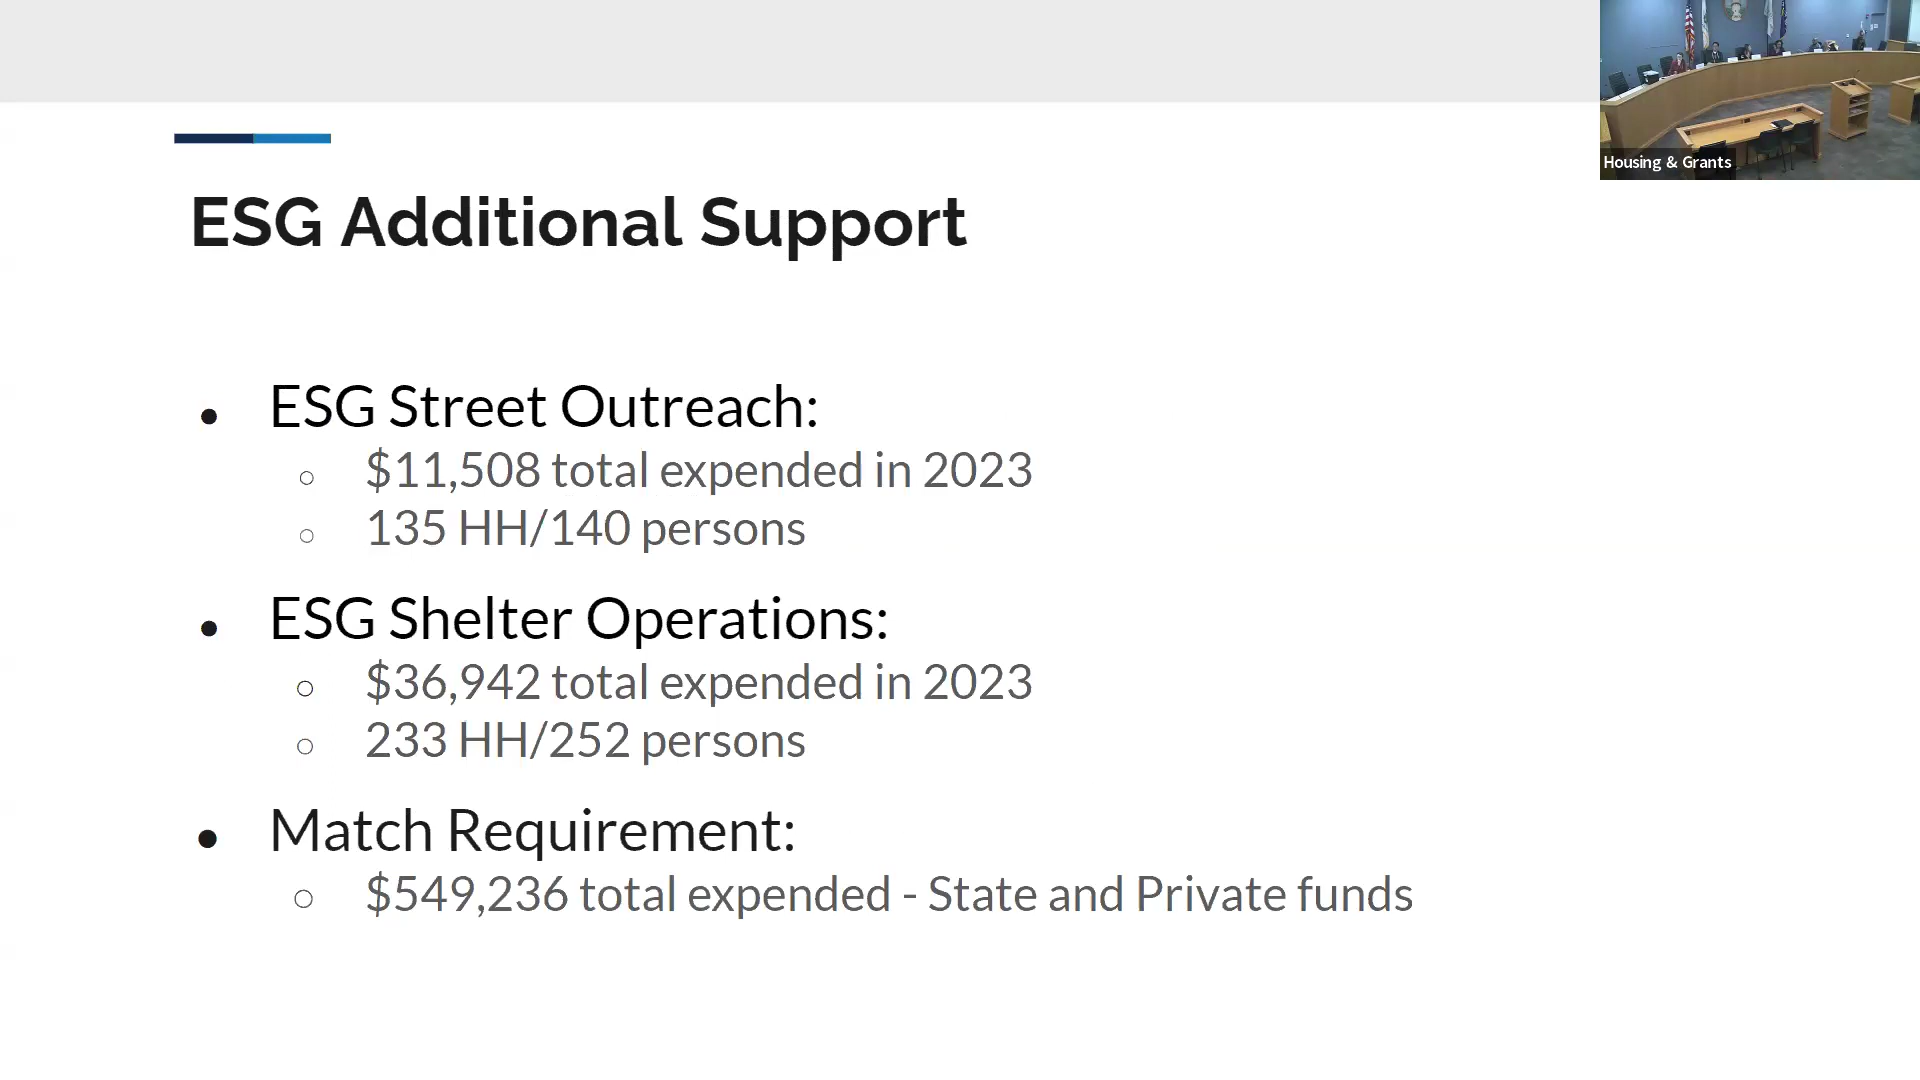 Housing & Grants
ESG Additional Support
ESG Street Outreach:
$11,508 total expended in 2023
135 HH/140 persons
ESG Shelter Operations:
$36,942 total expended in 2023
233 HH/252 persons
Match Requirement:
$549,236 total expended - State and Private funds